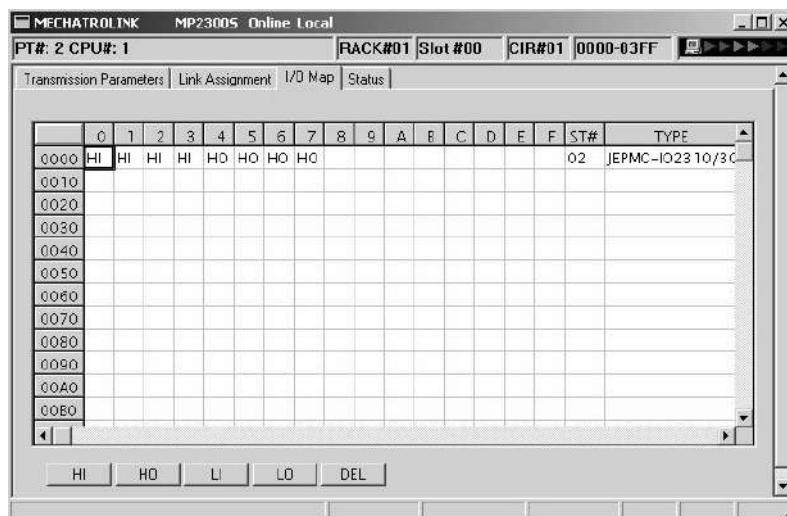 MECHATROLINK MP2300S Online Local
PT#: 2 CPU#: 1 RACK#01 Slot #00 CIR#01 0000-03FF
Transmission Parameters Link Assignment I/O Map Status
0 1 2 3 4 5 6 7 8 9 A B C D E F ST# TYPE
0000 HI HI HI HI HO HO HO HO 02 JEPMC-IO2310/30
0010
0020
0030
0040
0050
0060
0070
0080
0090
00A0
00B0
HI HO LI LO DEL